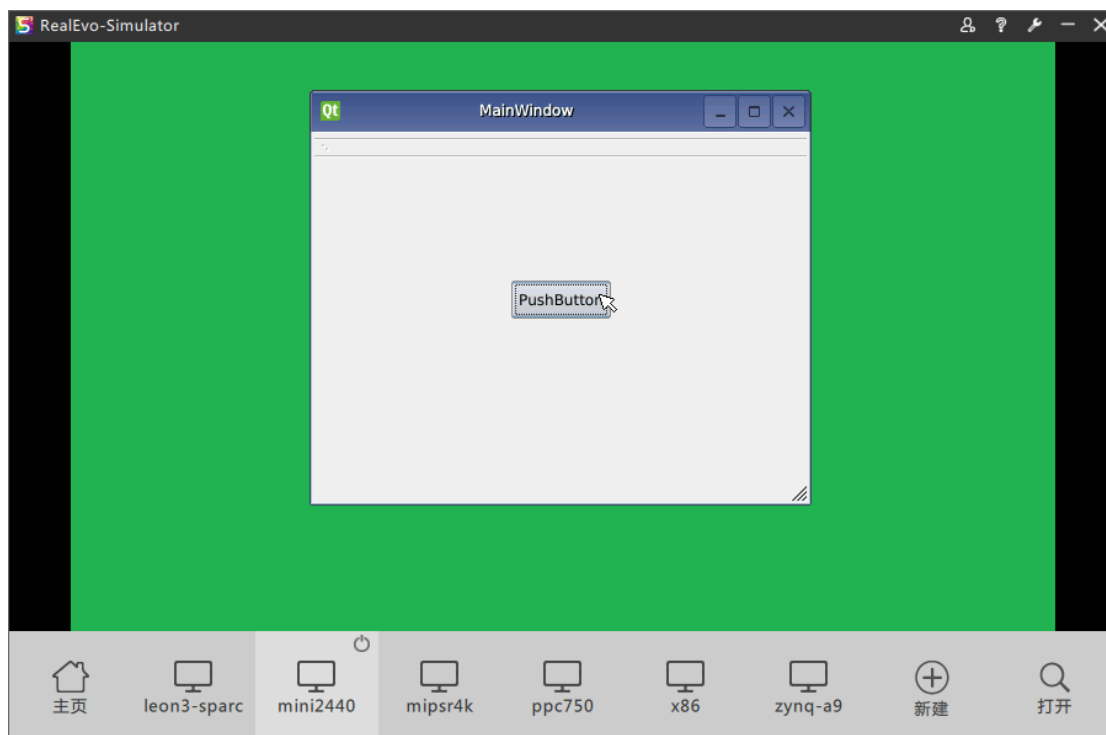 RealEvo-Simulator
Qt MainWindow
PushButton
主页 leon3-sparc mini2440 mipsr4k ppc750 x86 zynq-a9 新建 打开